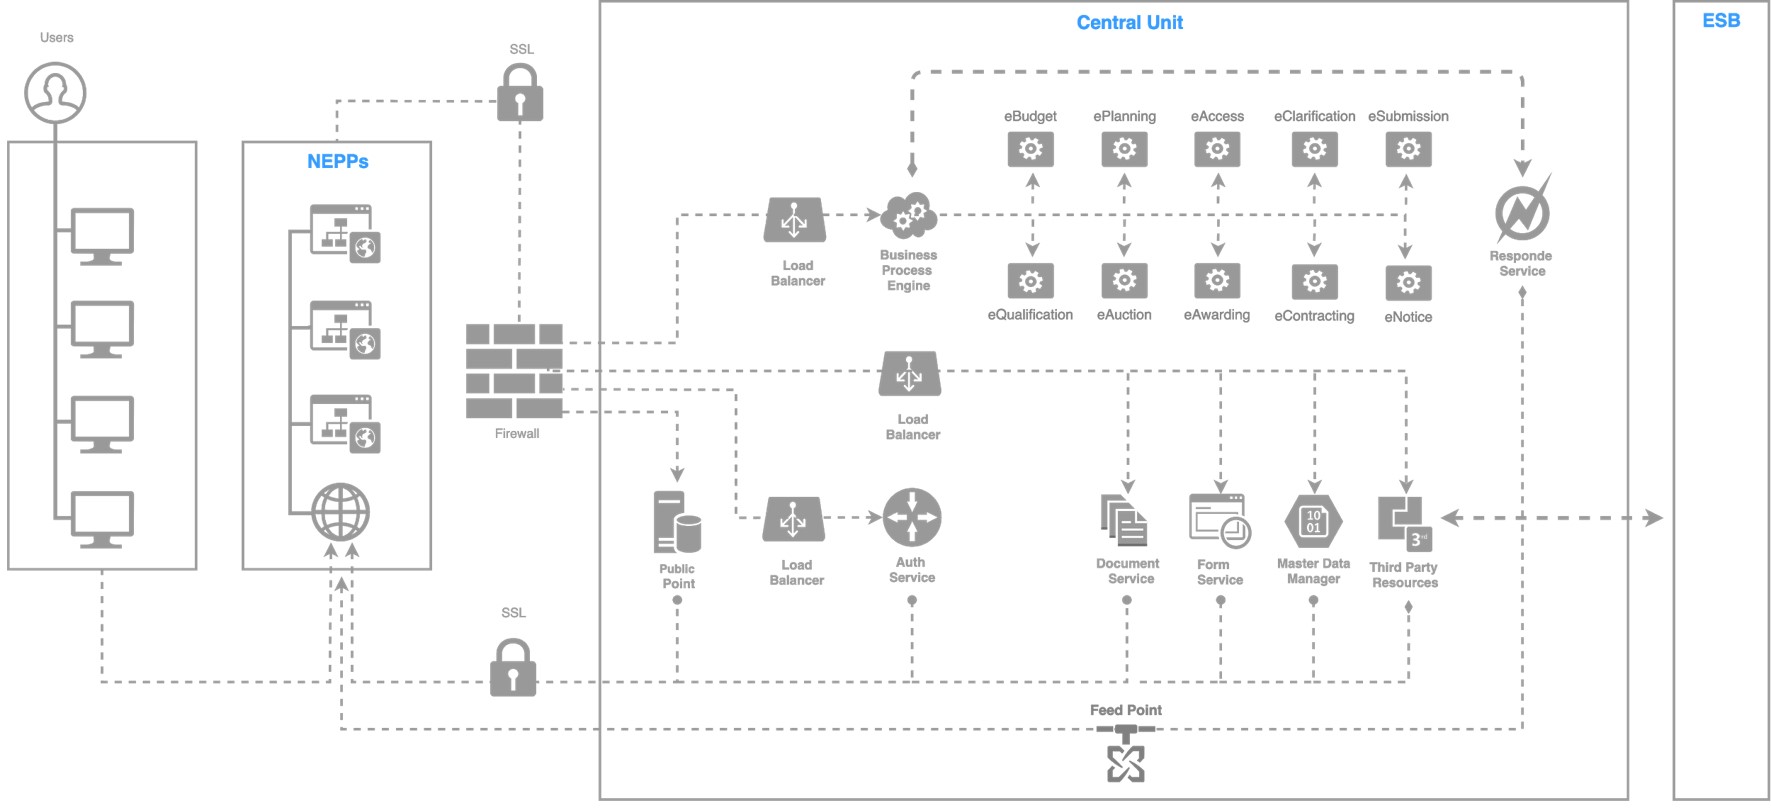 Users
SSL
Central Unit
ESB
NEPPs
eBudget
ePlanning
eAccess
eClarification
eSubmission
Load
Balancer
Business
Process
Engine
Responde
Service
eQualification
eAuction
eAwarding
eContracting
eNotice
Firewall
Load
Balancer
10
01
3rd
Public
Point
Load
Balancer
Auth
Service
Document
Service
Form
Service
Master Data
Manager
Third Party
Resources
SSL
Feed Point